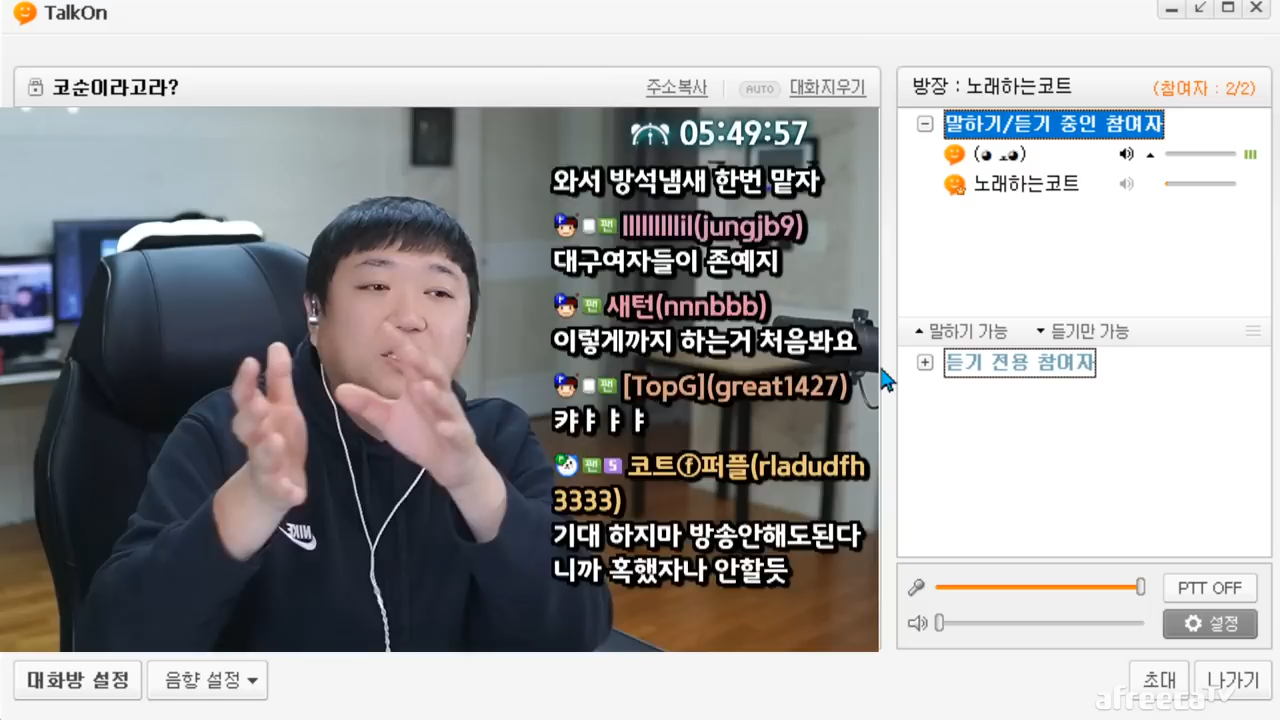 TalkOn
코순이라고라?
주소복사
AUTO
대화지우기
방장 : 노래하는코트
(참여자 : 2/2)
말하기/듣기 중인 참여자
노래하는코트
말하기 가능
듣기만 가능
듣기 전용 참여자
05:49:57
와서 방석냄새 한번 맡자
팬 llllllllllil(jungjb9)
대구여자들이 존예지
팬 새턴(nnnbbb)
이렇게까지 하는거 처음봐요
팬 [TopG](great1427)
캬ㅑㅑㅑ
팬 S 코트ⓕ퍼플(rladudfh
3333)
기대 하지마 방송안해도된다
니까 혹했자나 안할듯
NIKE
PTT OFF
설정
대화방 설정
음향 설정
초대
나가기
afreecaTV